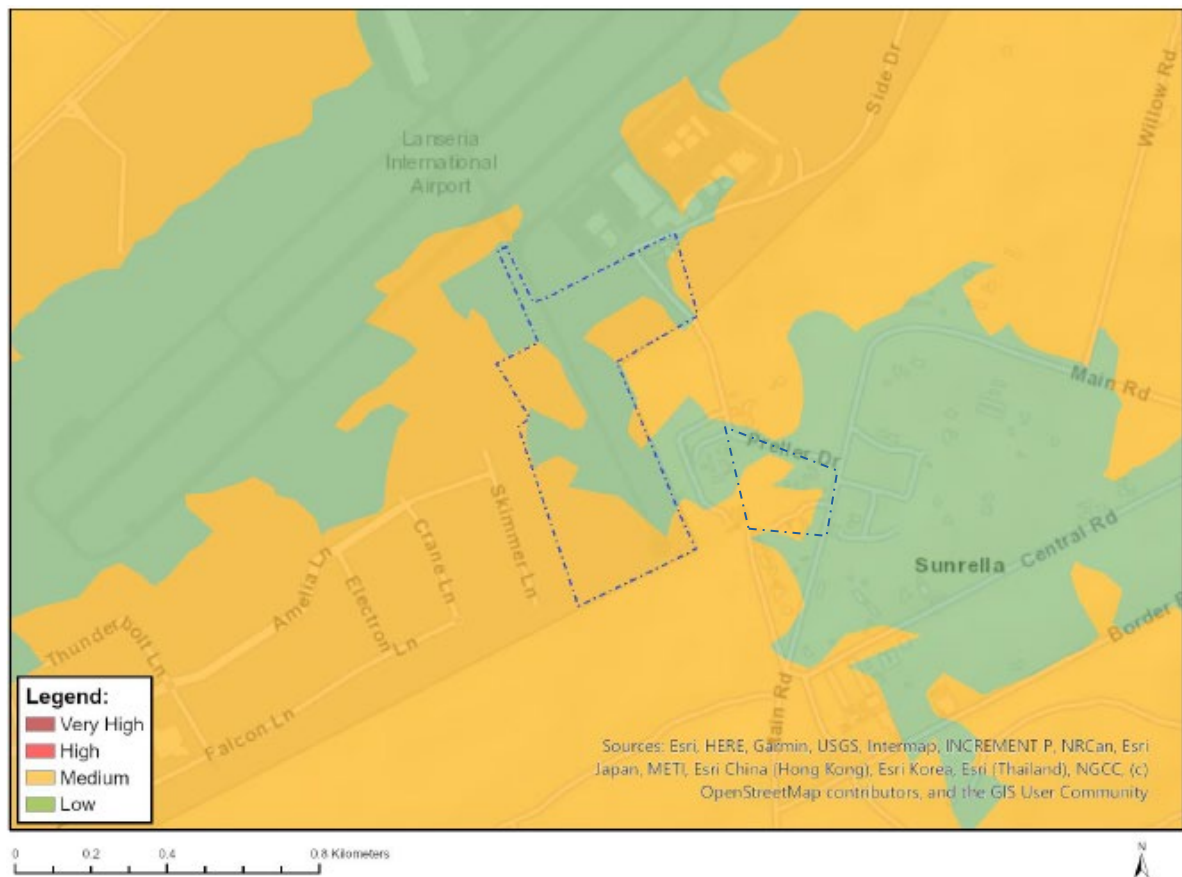 Side Dr
Willow Rd
Lanseria
International
Airport
Main Rd
Preller Dr
Skimmer Ln
Crane Ln
Central Rd
Sunrella
Amelia Ln
Electron Ln
Border
Thunderbolt Ln
Main Rd
Falcon Ln
Legend:
Very High
High
Medium
Low
Sources: Esri, HERE, Garmin, USGS, Intermap, INCREMENT P, NRCan, Esri
Japan, METI, Esri China (Hong Kong), Esri Korea, Esri (Thailand), NGCC, (c)
OpenStreetMap contributors, and the GIS User Community
0 0.2 0.4 0.8 Kilometers
N